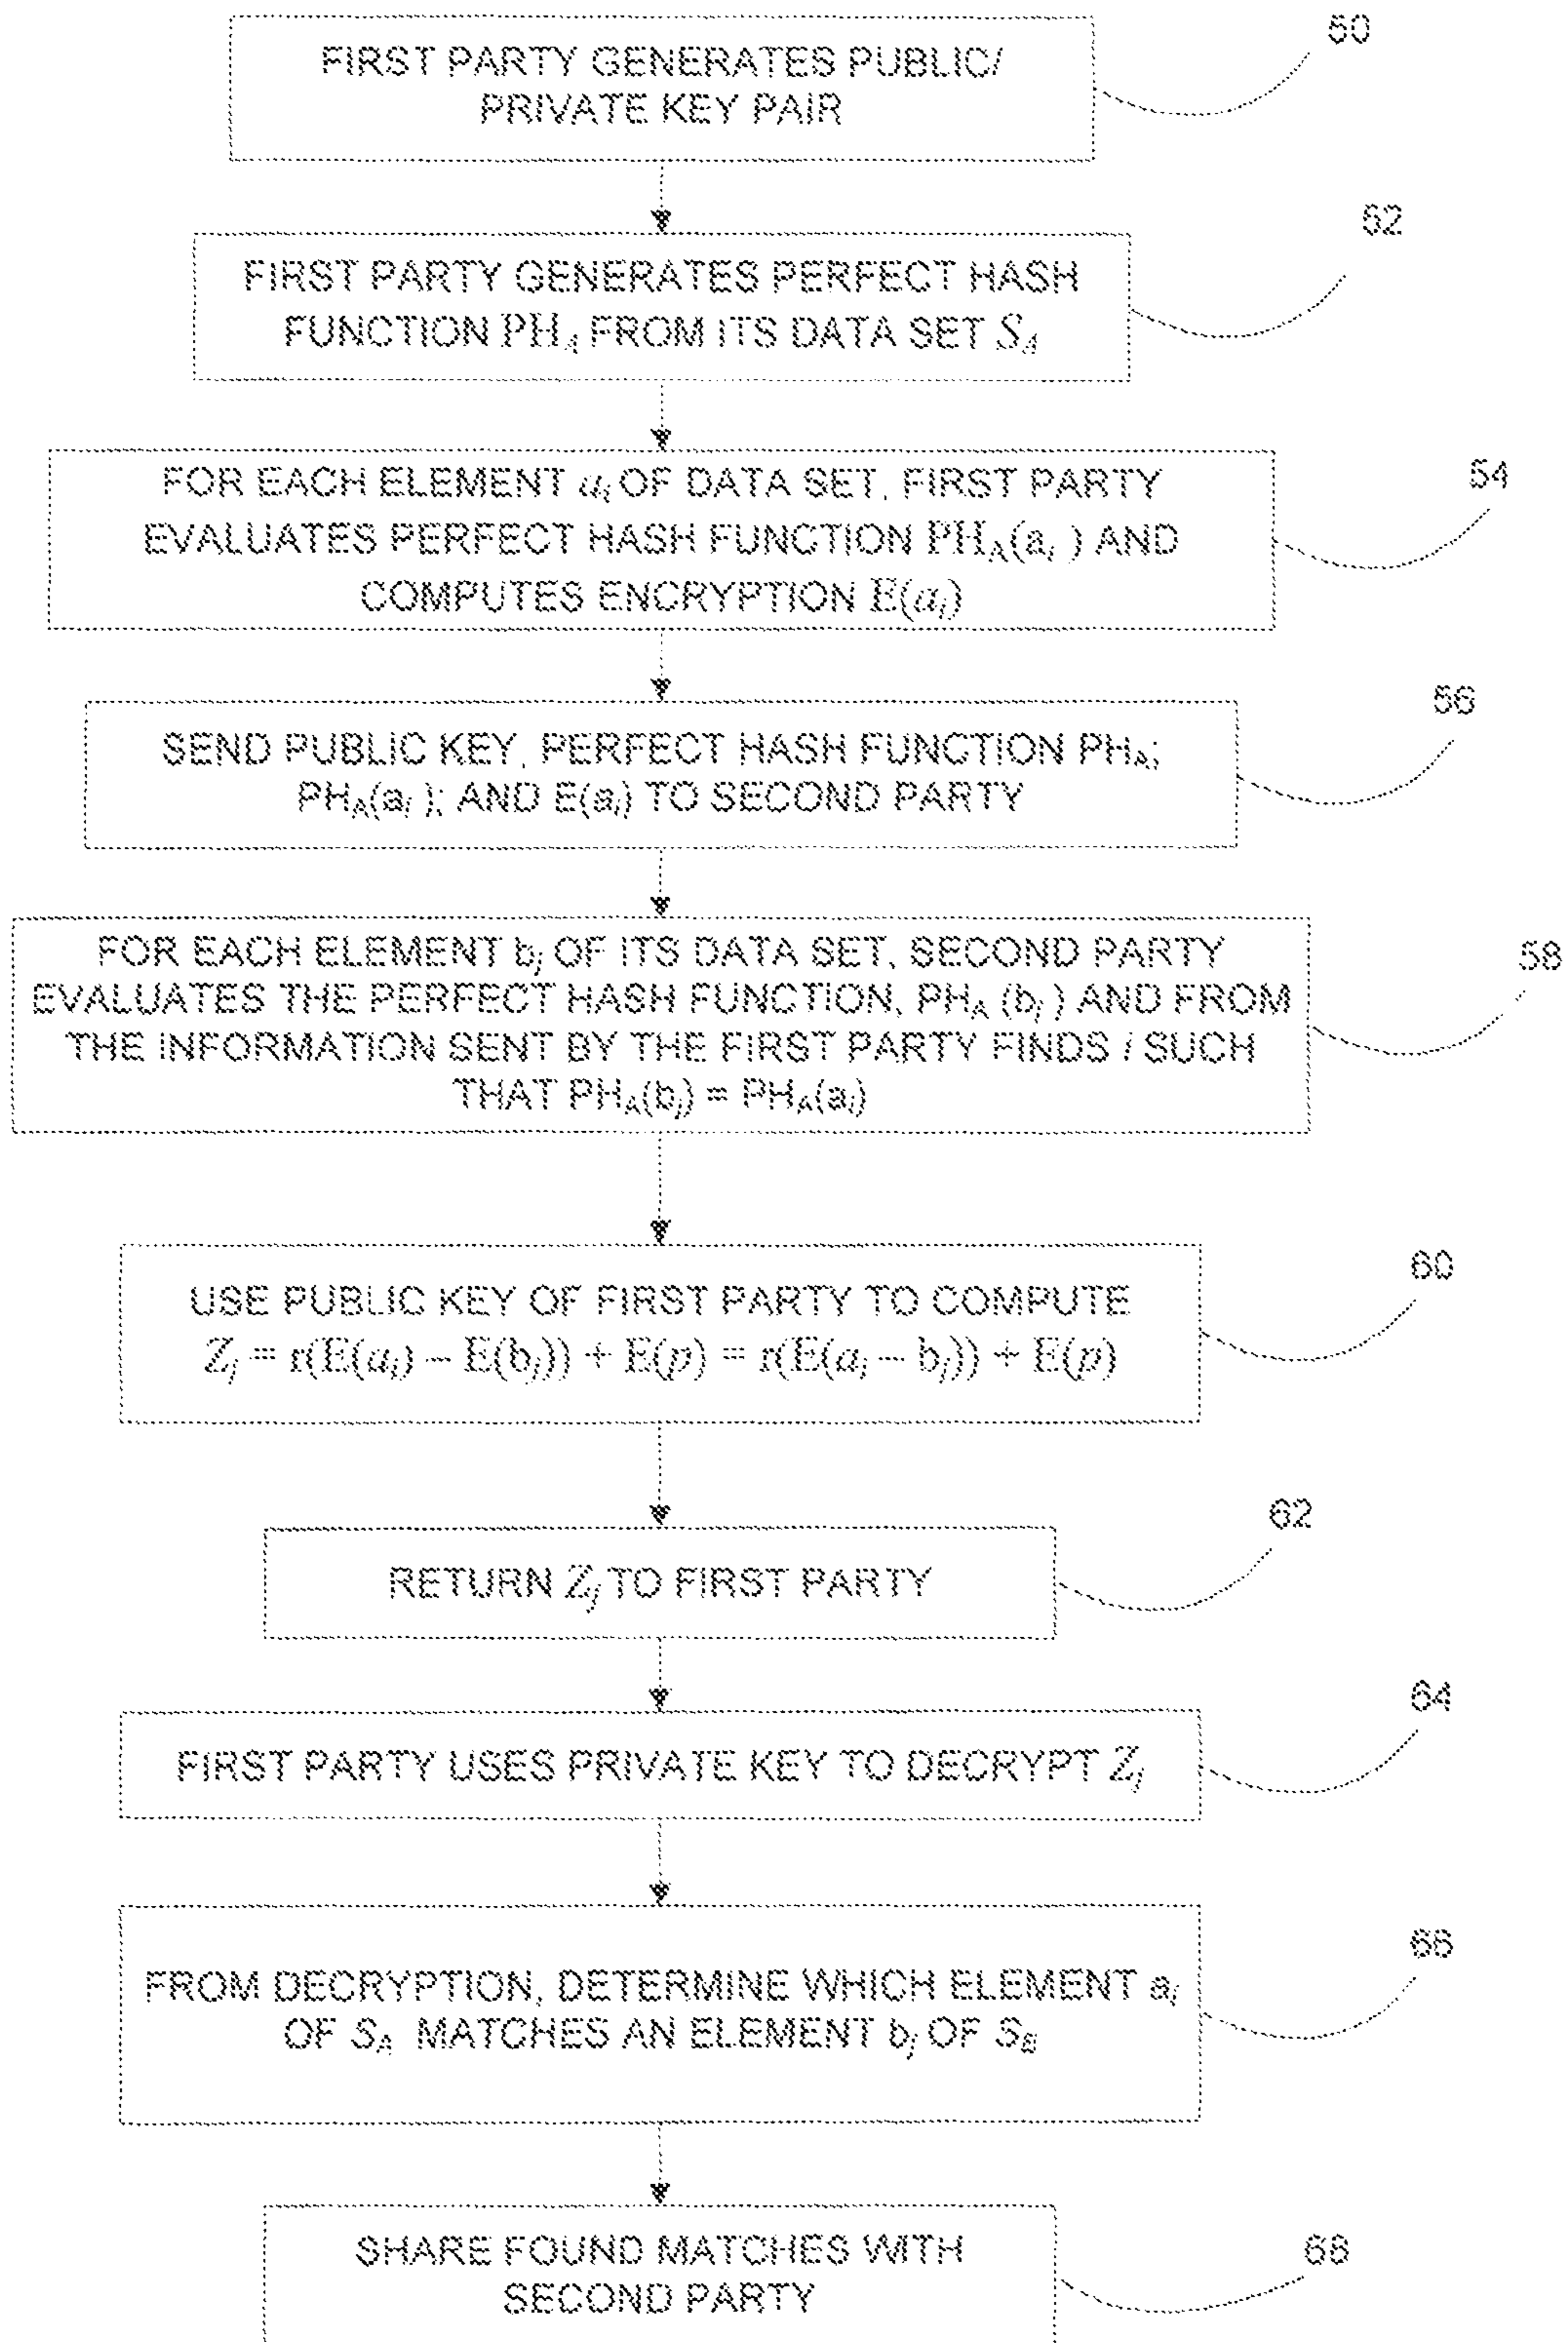 FIRST PARTY GENERATES PUBLIC/
PRIVATE KEY PAIR
50
FIRST PARTY GENERATES PERFECT HASH
FUNCTION PH_A FROM ITS DATA SET S_A
52
FOR EACH ELEMENT a_i OF DATA SET, FIRST PARTY
EVALUATES PERFECT HASH FUNCTION PH_A(a_i ) AND
COMPUTES ENCRYPTION E(a_i)
54
SEND PUBLIC KEY, PERFECT HASH FUNCTION PH_A;
PH_A(a_i ); AND E(a_i) TO SECOND PARTY
56
FOR EACH ELEMENT b_j OF ITS DATA SET, SECOND PARTY
EVALUATES THE PERFECT HASH FUNCTION, PH_A (b_j ) AND FROM
THE INFORMATION SENT BY THE FIRST PARTY FINDS i SUCH
THAT PH_A(b_j) = PH_A(a_i)
58
USE PUBLIC KEY OF FIRST PARTY TO COMPUTE
Z_j = r(E(a_i) – E(b_j)) + E(p) = r(E(a_i – b_j)) + E(p)
60
RETURN Z_j TO FIRST PARTY
62
FIRST PARTY USES PRIVATE KEY TO DECRYPT Z_j
64
FROM DECRYPTION, DETERMINE WHICH ELEMENT a_i
OF S_A MATCHES AN ELEMENT b_j OF S_B
66
SHARE FOUND MATCHES WITH
SECOND PARTY
68